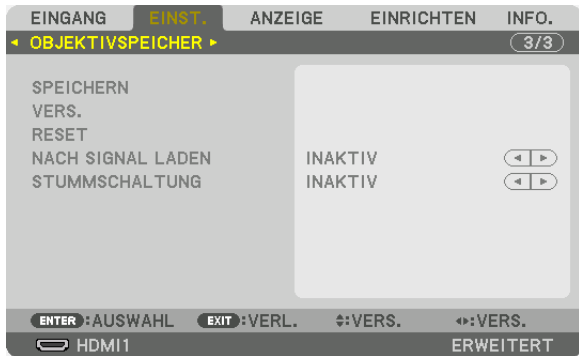 EINGANG EINST. ANZEIGE EINRICHTEN INFO.
◂ OBJEKTIVSPEICHER ▸ 3/3
SPEICHERN
VERS.
RESET
NACH SIGNAL LADEN INAKTIV ◂ ▸
STUMMSCHALTUNG INAKTIV ◂ ▸
ENTER :AUSWAHL EXIT :VERL. ♦:VERS. ◂▸:VERS.
HDMI1 ERWEITERT